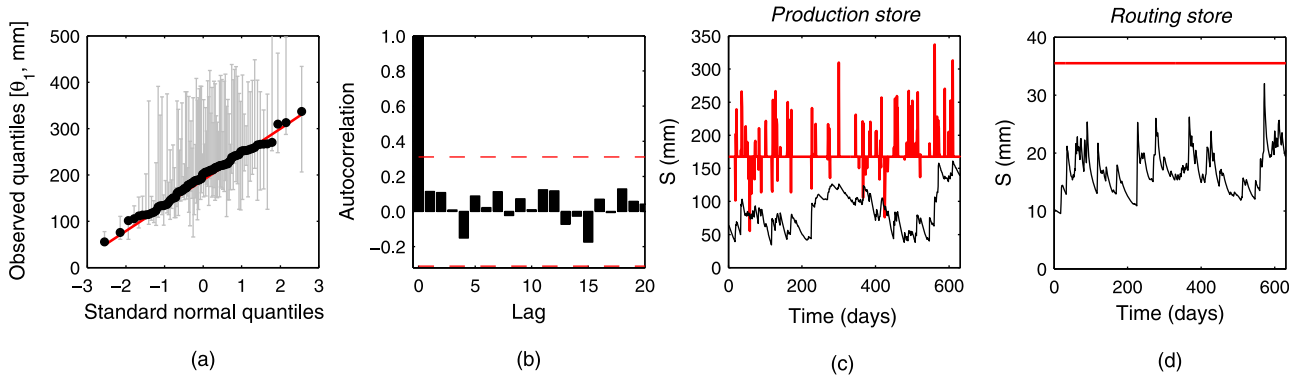 Observed quantiles [θ1, mm]
500
400
300
200
100
0
−3 −2 −1 0 1 2 3
Standard normal quantiles
(a)
Autocorrelation
1.0
0.8
0.6
0.4
0.2
0.0
−0.2
0 5 10 15 20
Lag
(b)
Production store
S (mm)
350
300
250
200
150
100
50
0
0 200 400 600
Time (days)
(c)
Routing store
S (mm)
40
30
20
10
0
0 200 400 600
Time (days)
(d)